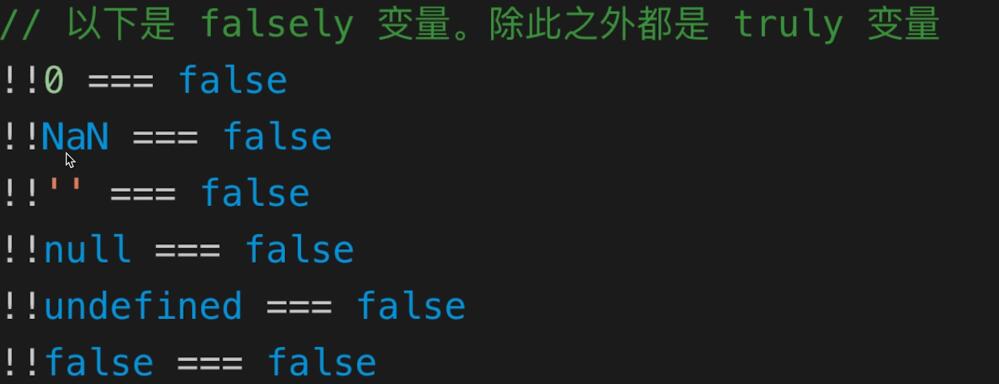 // 以下是 falsely 变量。除此之外都是 truly 变量
!!0 === false
!!NaN === false
!!'' === false
!!null === false
!!undefined === false
!!false === false